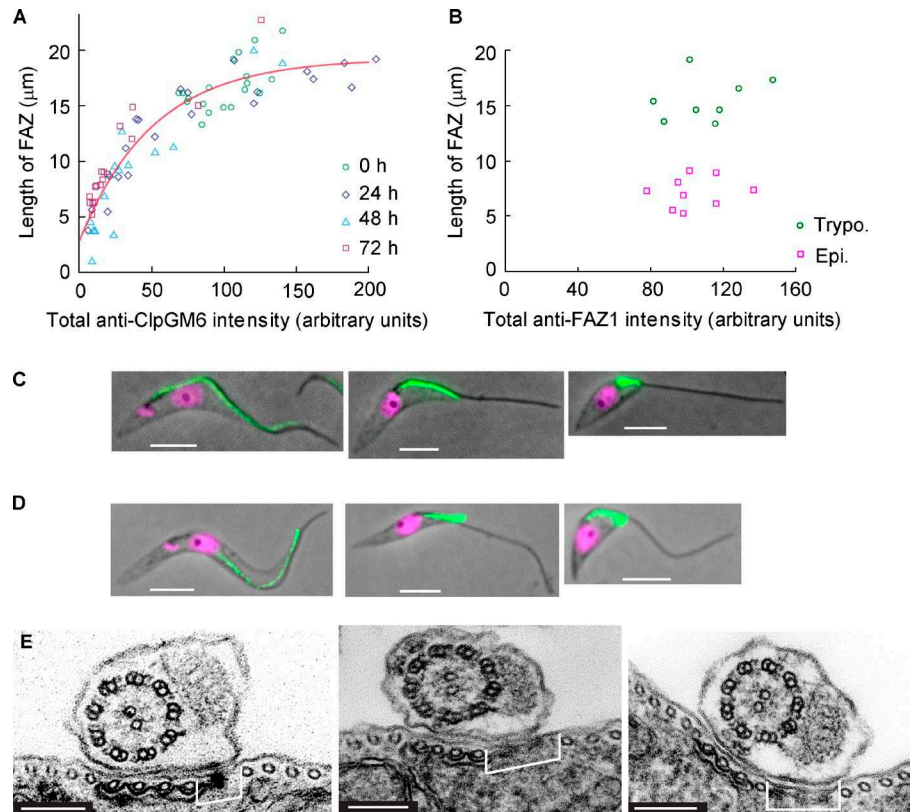 A
Length of FAZ (μm)
20
15
10
5
0
0 h
24 h
48 h
72 h
0
50
100
150
200
Total anti-ClpGM6 intensity (arbitrary units)
B
Length of FAZ (μm)
20
15
10
5
0
Trypo.
Epi.
0
40
80
120
160
Total anti-FAZ1 intensity (arbitrary units)
C
D
E